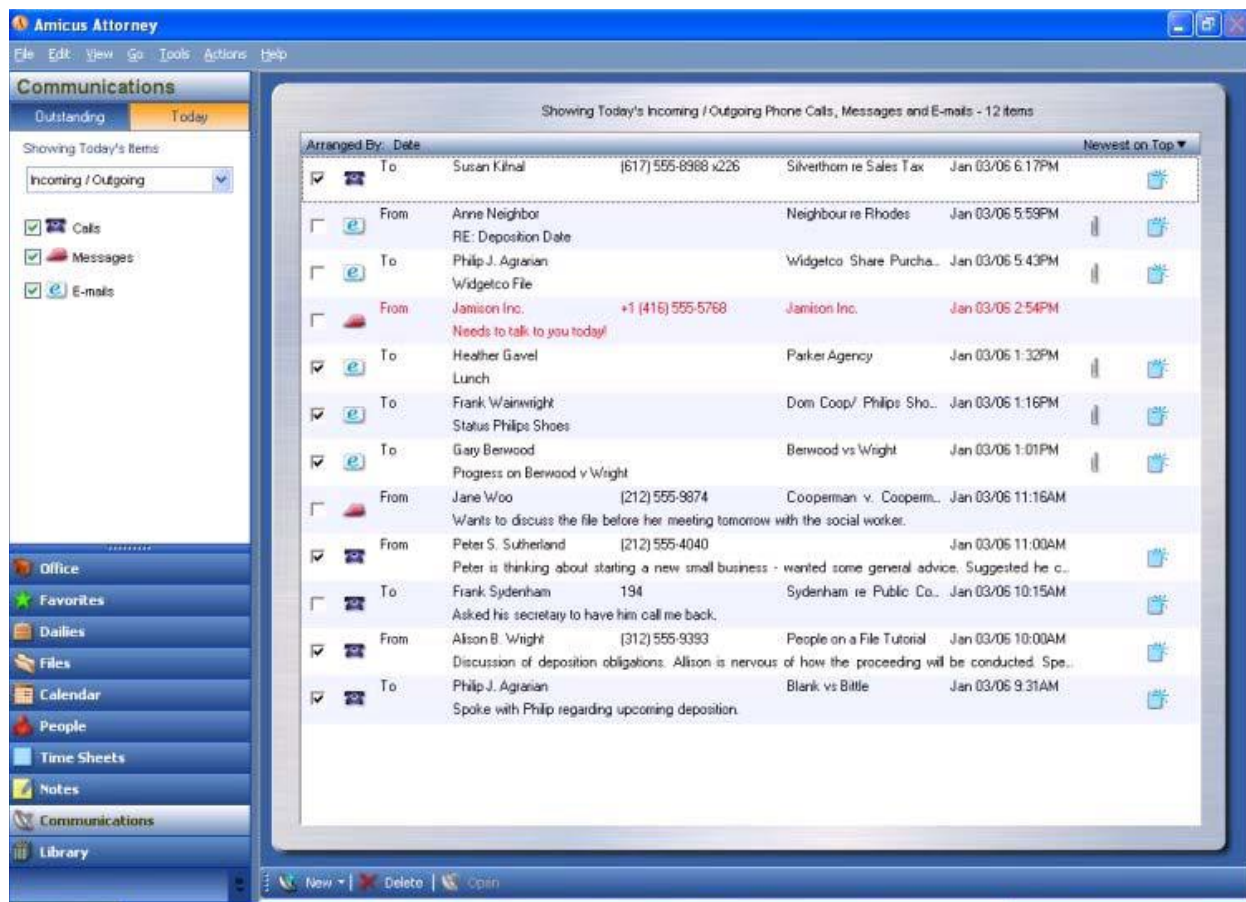 Amicus Attorney
File Edit View Go Tools Actions Help
Communications
Outstanding Today
Showing Today's Items
Incoming / Outgoing
Calls
Messages
E-mails
Office
Favorites
Dailies
Files
Calendar
People
Time Sheets
Notes
Communications
Library
Showing Today's Incoming / Outgoing Phone Calls, Messages and E-mails - 12 items
Arranged By: Date Newest on Top
To Susan Kifnal (617) 555-8988 x226 Silverthorn re Sales Tax Jan 03/06 6:17PM
From Anne Neighbor Neighbour re Rhodes Jan 03/06 5:59PM
RE: Deposition Date
To Philip J. Agrarian Widgetco Share Purcha... Jan 03/06 5:43PM
Widgetco File
From Jamison Inc. +1 (416) 555-5768 Jamison Inc. Jan 03/06 2:54PM
Needs to talk to you today!
To Heather Gavel Parker Agency Jan 03/06 1:32PM
Lunch
To Frank Wainwright Dom Coop/ Philips Sho... Jan 03/06 1:16PM
Status Philips Shoes
To Gary Berwood Berwood vs Wright Jan 03/06 1:01PM
Progress on Berwood v Wright
From Jane Woo (212) 555-9874 Cooperman v. Cooperm... Jan 03/06 11:16AM
Wants to discuss the file before her meeting tomorrow with the social worker.
From Peter S. Sutherland (212) 555-4040 Jan 03/06 11:00AM
Peter is thinking about starting a new small business - wanted some general advice. Suggested he c...
To Frank Sydenham 194 Sydenham re Public Co... Jan 03/06 10:15AM
Asked his secretary to have him call me back.
From Alison B. Wright (312) 555-9393 People on a File Tutorial Jan 03/06 10:00AM
Discussion of deposition obligations. Allison is nervous of how the proceeding will be conducted. Spe...
To Philip J. Agrarian Blank vs Bittle Jan 03/06 9:31AM
Spoke with Philip regarding upcoming deposition.
New Delete Open